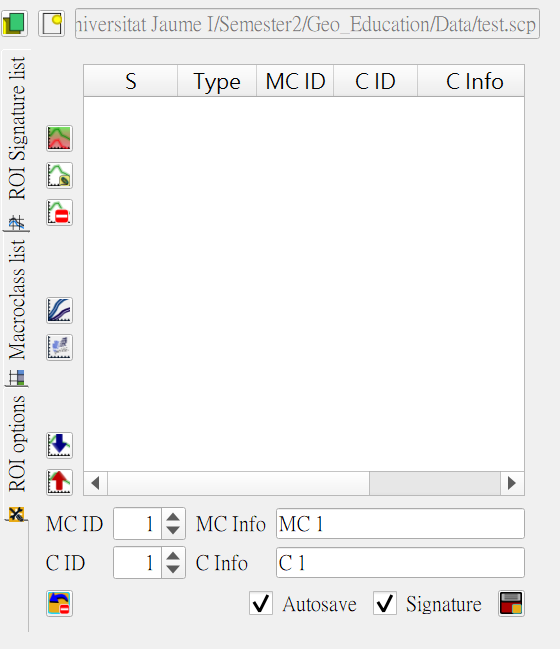 niversitat Jaume I/Semester2/Geo_Education/Data/test.scp
ROI Signature list
Macroclass list
ROI options
S Type MC ID C ID C Info
MC ID 1 MC Info MC 1
C ID 1 C Info C 1
Autosave Signature